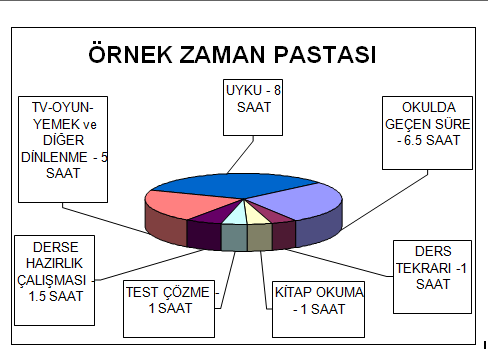 ÖRNEK ZAMAN PASTASI
UYKU - 8
SAAT
TV-OYUN-
YEMEK ve
DİĞER
DİNLENME - 5
SAAT
OKULDA
GEÇEN SÜRE
- 6.5 SAAT
DERSE
HAZIRLIK
ÇALIŞMASI -
1.5 SAAT
TEST ÇÖZME -
1 SAAT
KİTAP OKUMA
- 1 SAAT
DERS
TEKRARI -1
SAAT